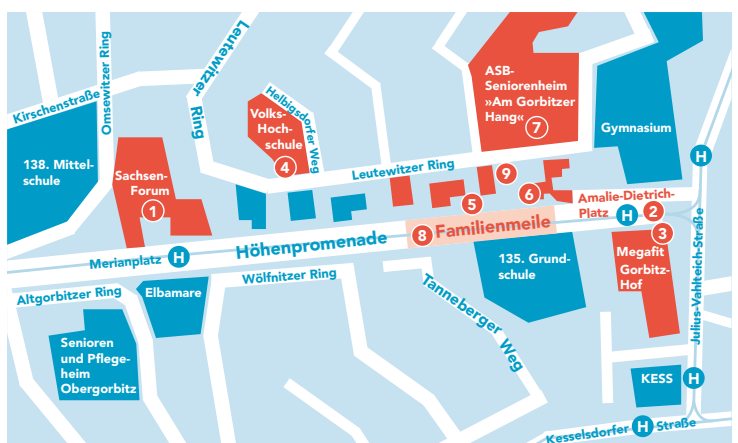 Kirschenstraße
Omsewitzer Ring
Leutewitzer Ring
138. Mittel-
schule
Sachsen-
Forum
1
Helbigsdorfer Weg
Volks-
Hoch-
schule
4
ASB-
Seniorenheim
»Am Gorbitzer
Hang«
7
Gymnasium
H
Leutewitzer Ring
9
5
6
Amalie-Dietrich-
Platz
H
2
3
8
Familienmeile
Höhenpromenade
Merianplatz
H
Megafit
Gorbitz-
Hof
Julius-Vahlteich-Straße
135. Grund-
schule
Wölfnitzer Ring
Altgorbitzer Ring
Elbamare
Tanneberger Weg
Senioren
und Pflege-
heim
Obergorbitz
KESS
H
Kesselsdorfer
H
Straße